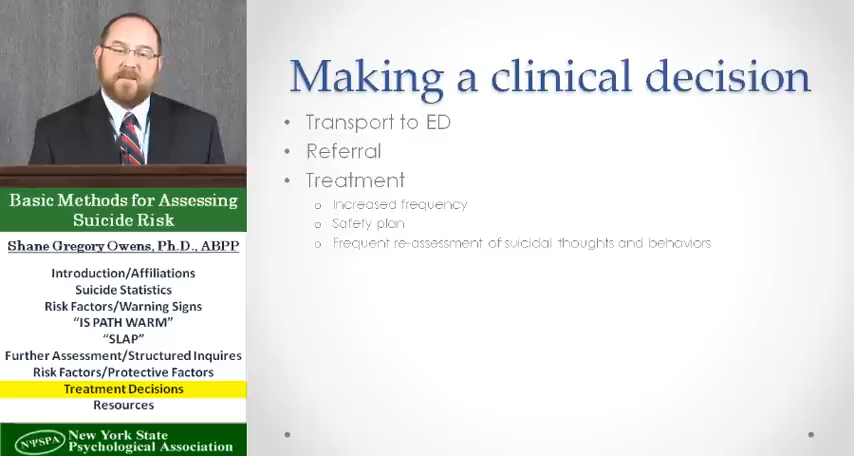 Basic Methods for Assessing
Suicide Risk
Shane Gregory Owens, Ph.D., ABPP
Introduction/Affiliations
Suicide Statistics
Risk Factors/Warning Signs
“IS PATH WARM”
“SLAP”
Further Assessment/Structured Inquires
Risk Factors/Protective Factors
Treatment Decisions
Resources
NYSPA
New York State
Psychological Association
Making a clinical decision
• Transport to ED
• Referral
• Treatment
o Increased frequency
o Safety plan
o Frequent re-assessment of suicidal thoughts and behaviors